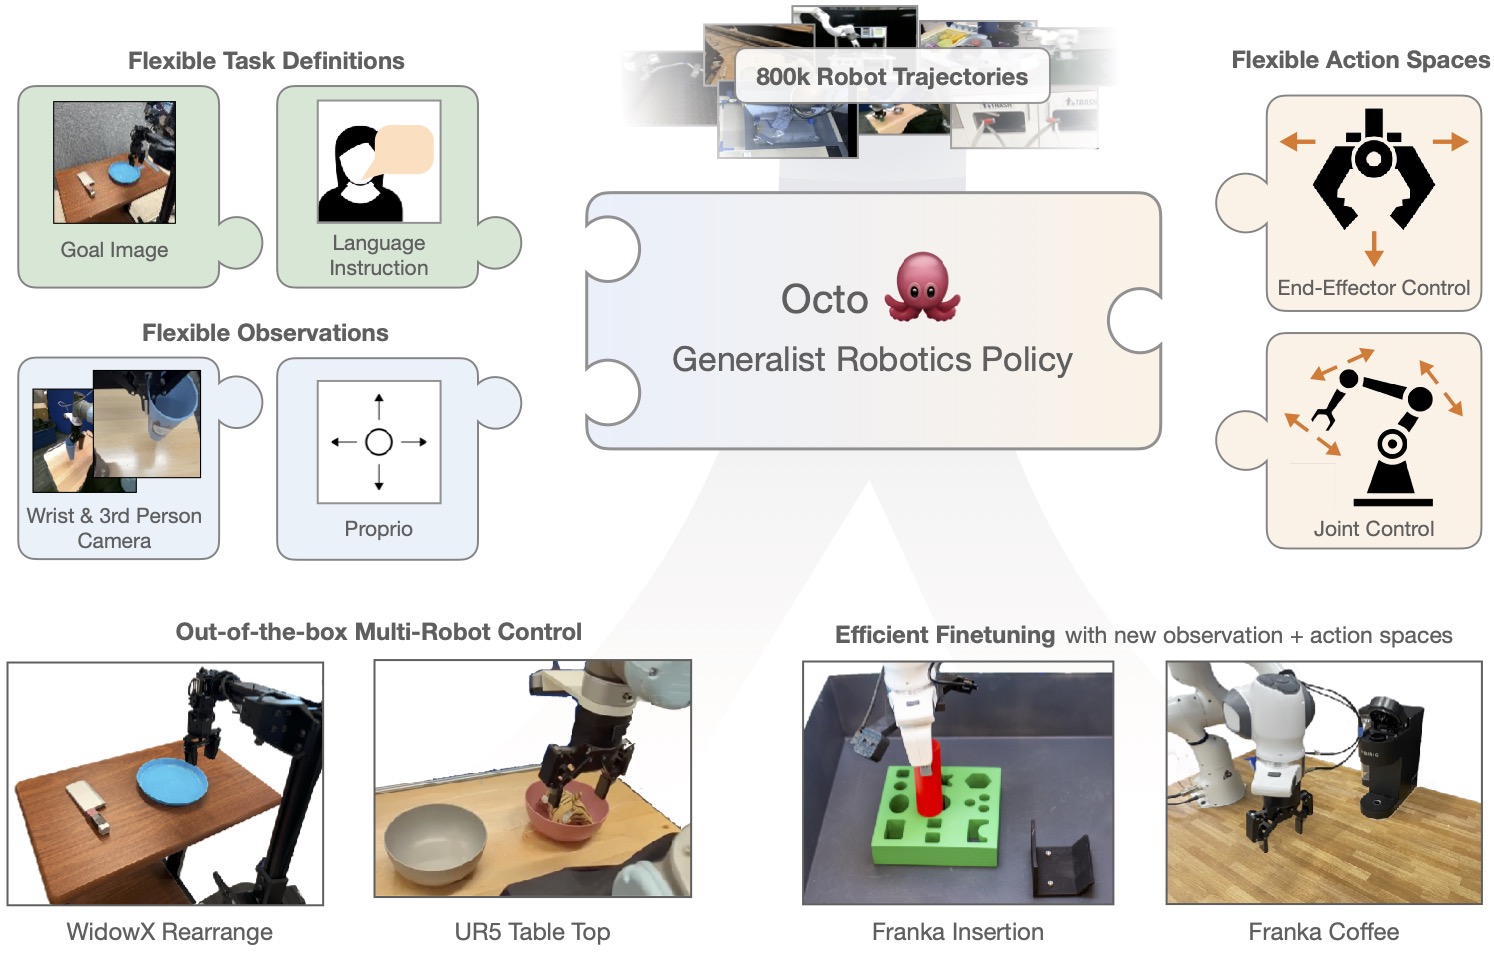 Flexible Task Definitions
Goal Image
Language
Instruction
Flexible Observations
Wrist & 3rd Person
Camera
Proprio
800k Robot Trajectories
Octo
Generalist Robotics Policy
Flexible Action Spaces
End-Effector Control
Joint Control
Out-of-the-box Multi-Robot Control
WidowX Rearrange
UR5 Table Top
Efficient Finetuning with new observation + action spaces
Franka Insertion
Franka Coffee